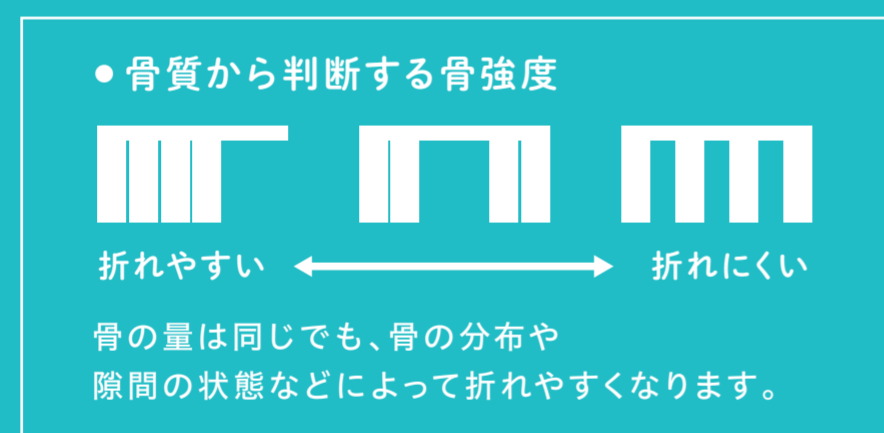 ●骨質から判断する骨強度
折れやすい 折れにくい
骨の量は同じでも、骨の分布や
隙間の状態などによって折れやすくなります。